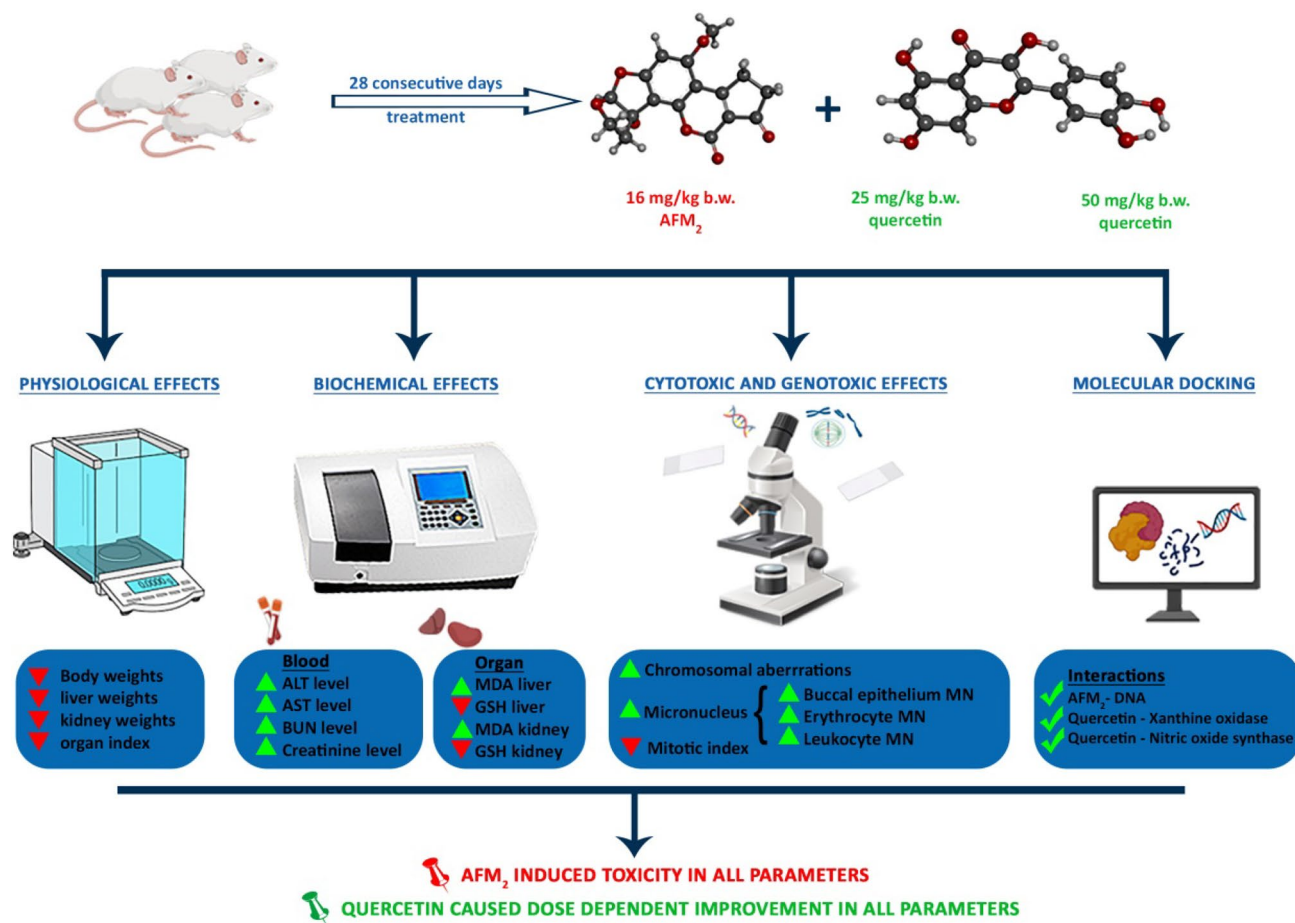 28 consecutive days
treatment
+
16 mg/kg b.w.
AFM₂
25 mg/kg b.w.
quercetin
50 mg/kg b.w.
quercetin
PHYSIOLOGICAL EFFECTS
BIOCHEMICAL EFFECTS
CYTOTOXIC AND GENOTOXIC EFFECTS
MOLECULAR DOCKING
0.0000g
Body weights
liver weights
kidney weights
organ index
Blood
ALT level
AST level
BUN level
Creatinine level
Organ
MDA liver
GSH liver
MDA kidney
GSH kidney
Chromosomal aberrrations
Micronucleus
Mitotic index
Buccal epithelium MN
Erythrocyte MN
Leukocyte MN
Interactions
AFM₂- DNA
Quercetin - Xanthine oxidase
Quercetin - Nitric oxide synthase
AFM₂ INDUCED TOXICITY IN ALL PARAMETERS
QUERCETIN CAUSED DOSE DEPENDENT IMPROVEMENT IN ALL PARAMETERS